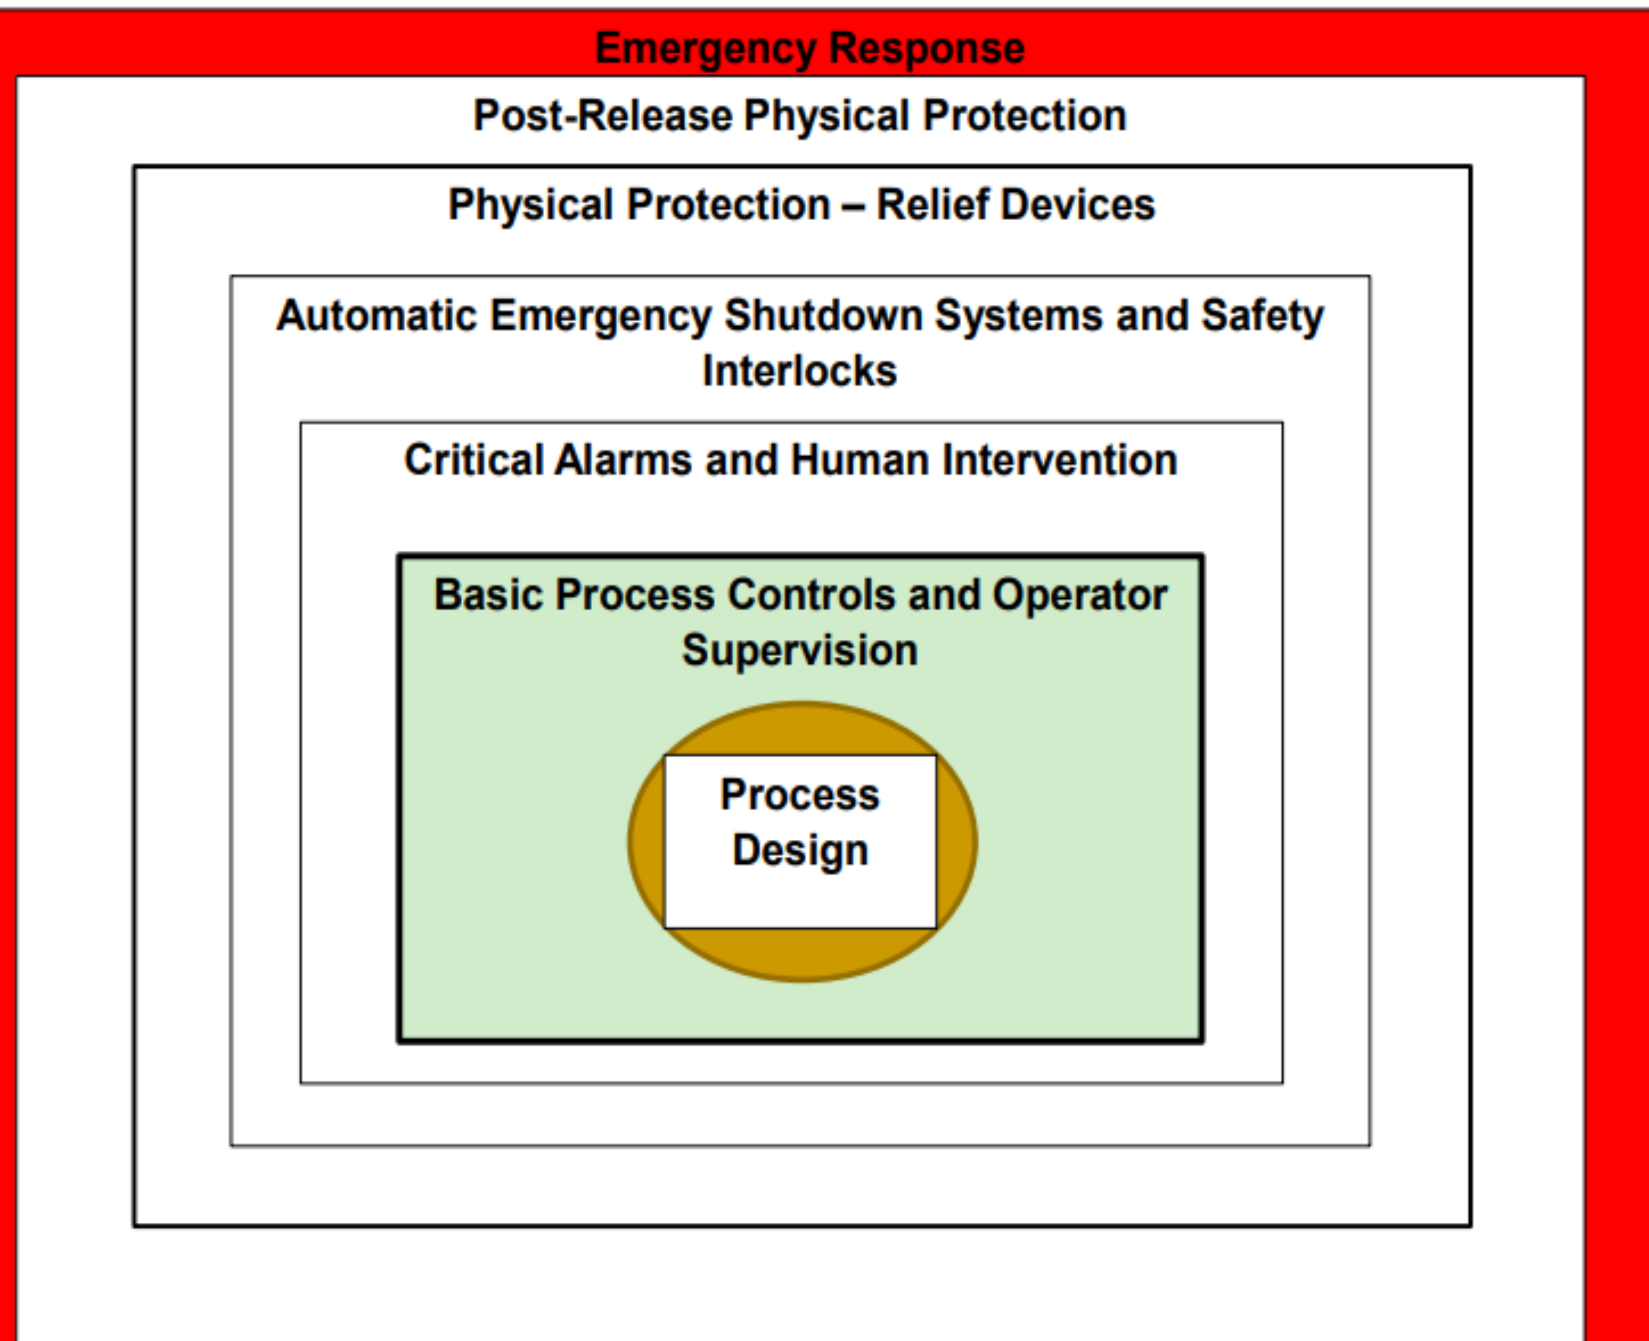 Emergency Response
Post-Release Physical Protection
Physical Protection – Relief Devices
Automatic Emergency Shutdown Systems and Safety
Interlocks
Critical Alarms and Human Intervention
Basic Process Controls and Operator
Supervision
Process
Design